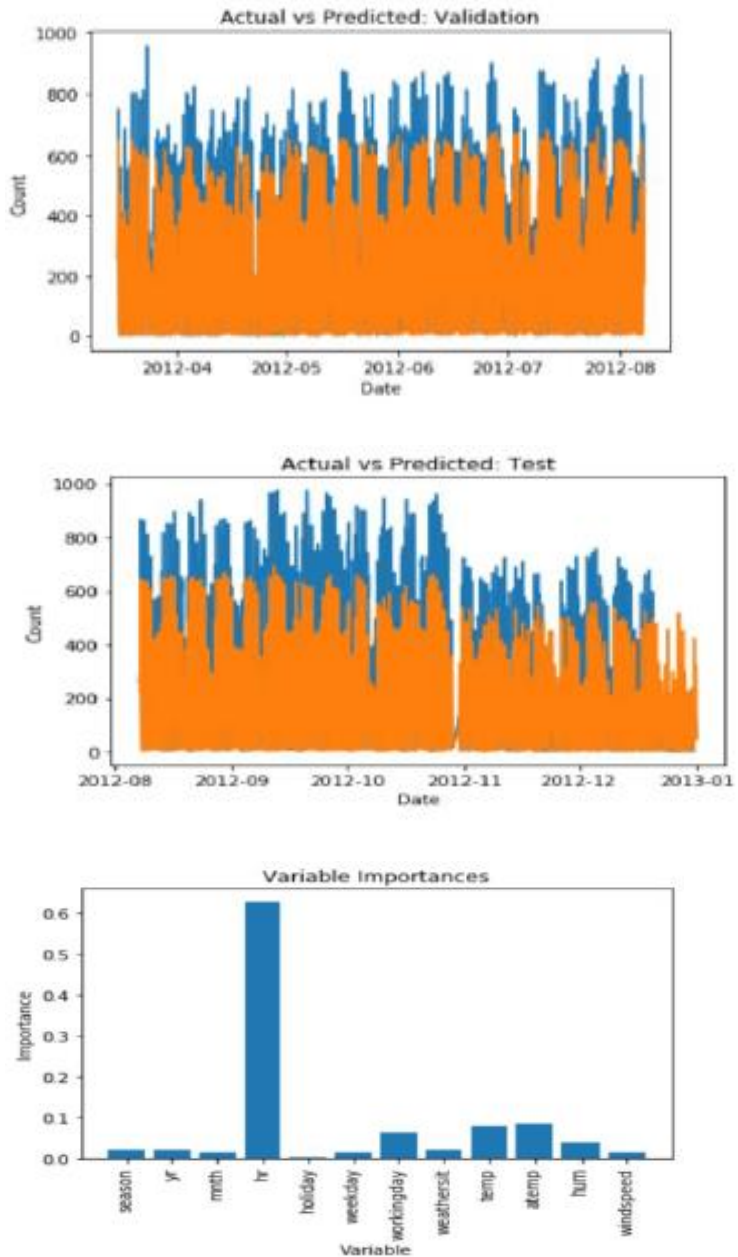 Actual vs Predicted: Validation
1000
800
600
400
200
0
Count
2012-04 2012-05 2012-06 2012-07 2012-08
Date
Actual vs Predicted: Test
1000
800
600
400
200
0
Count
2012-08 2012-09 2012-10 2012-11 2012-12 2013-01
Date
Variable Importances
0.6
0.5
0.4
0.3
0.2
0.1
0.0
Importance
season yr mnth hr holiday weekday workingday weathersit temp atemp hum windspeed
Variable